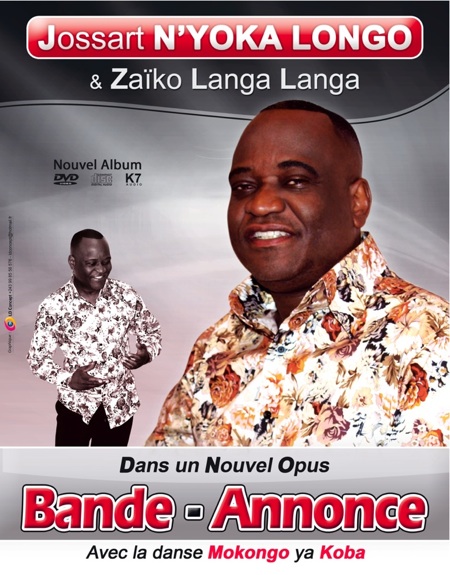 Jossart N'YOKA LONGO
& Zaïko Langa Langa
Nouvel Album
DVD K7
Dans un Nouvel Opus
Bande - Annonce
Avec la danse Mokongo ya Koba